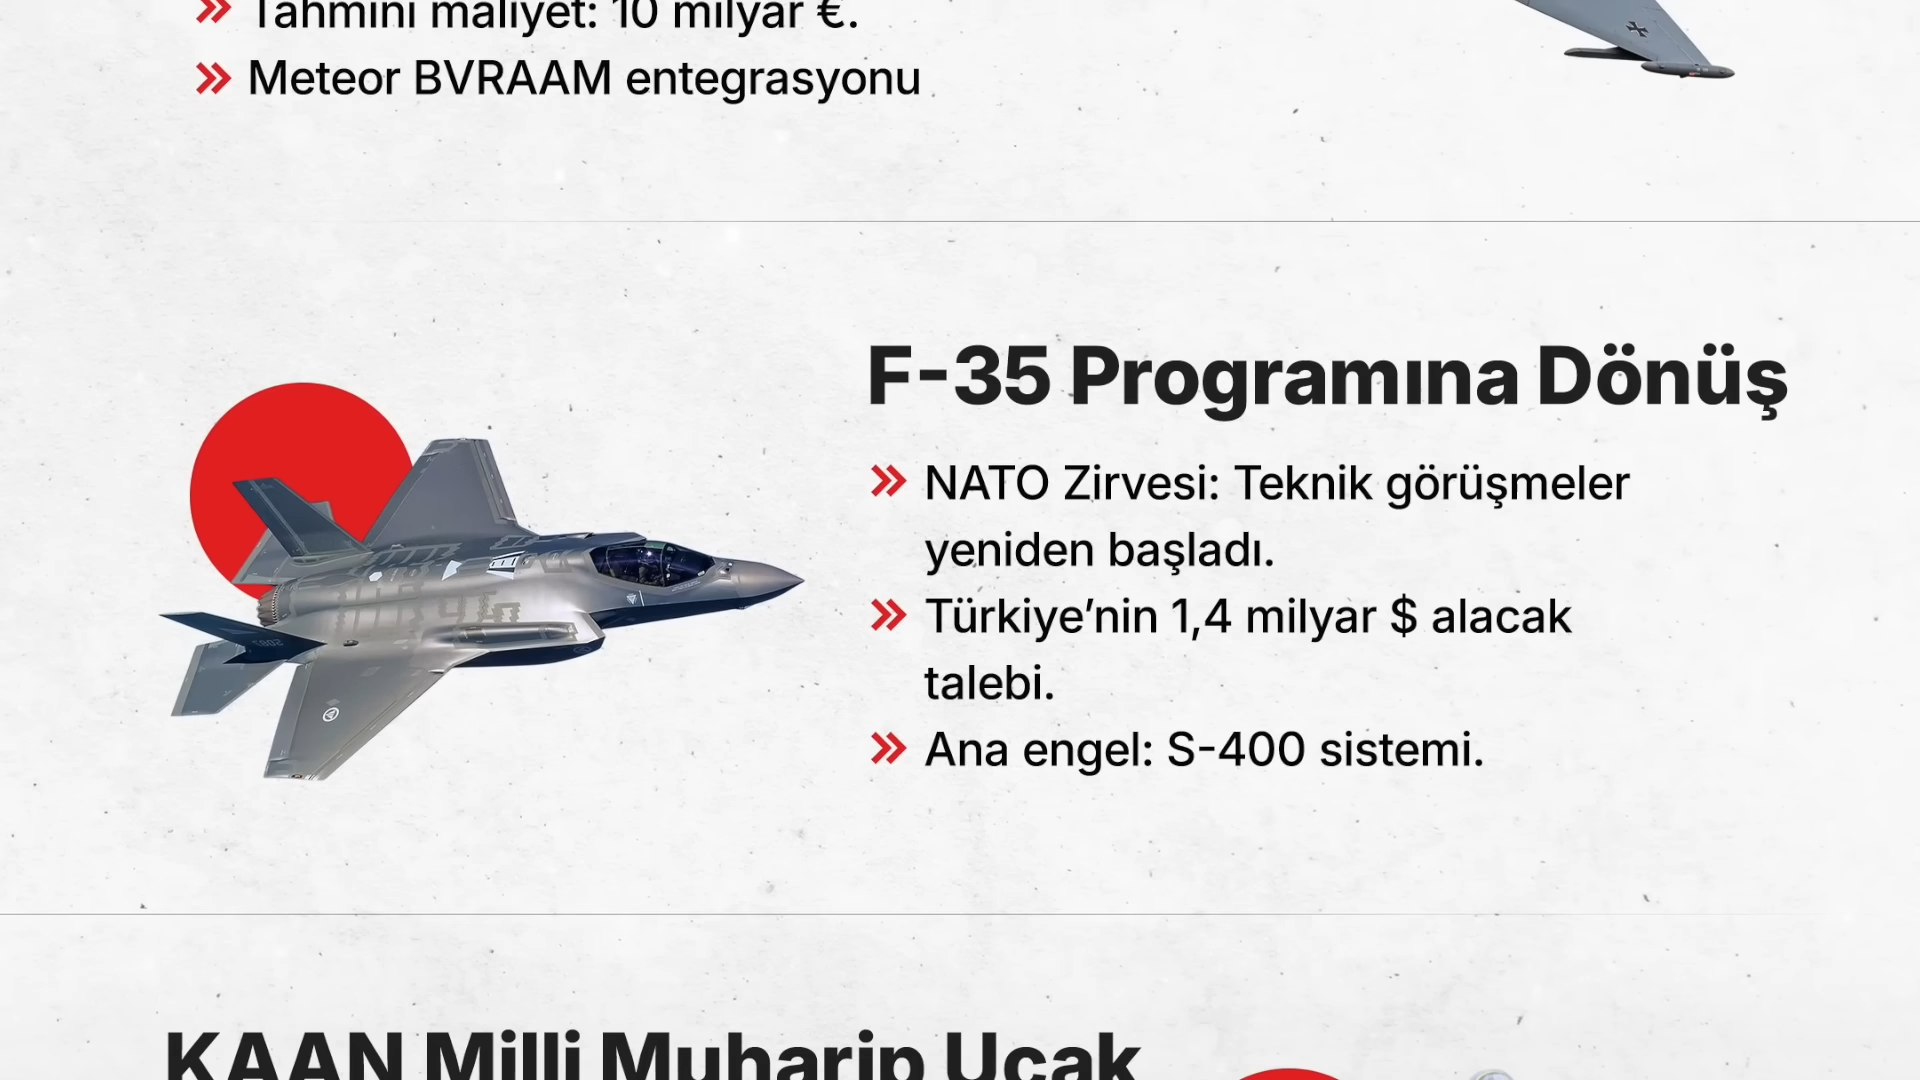 Tahmini maliyet: 10 milyar €.
Meteor BVRAAM entegrasyonu
F-35 Programına Dönüş
NATO Zirvesi: Teknik görüşmeler
yeniden başladı.
Türkiye’nin 1,4 milyar $ alacak
talebi.
Ana engel: S-400 sistemi.
KAAN Milli Muharip Uçak